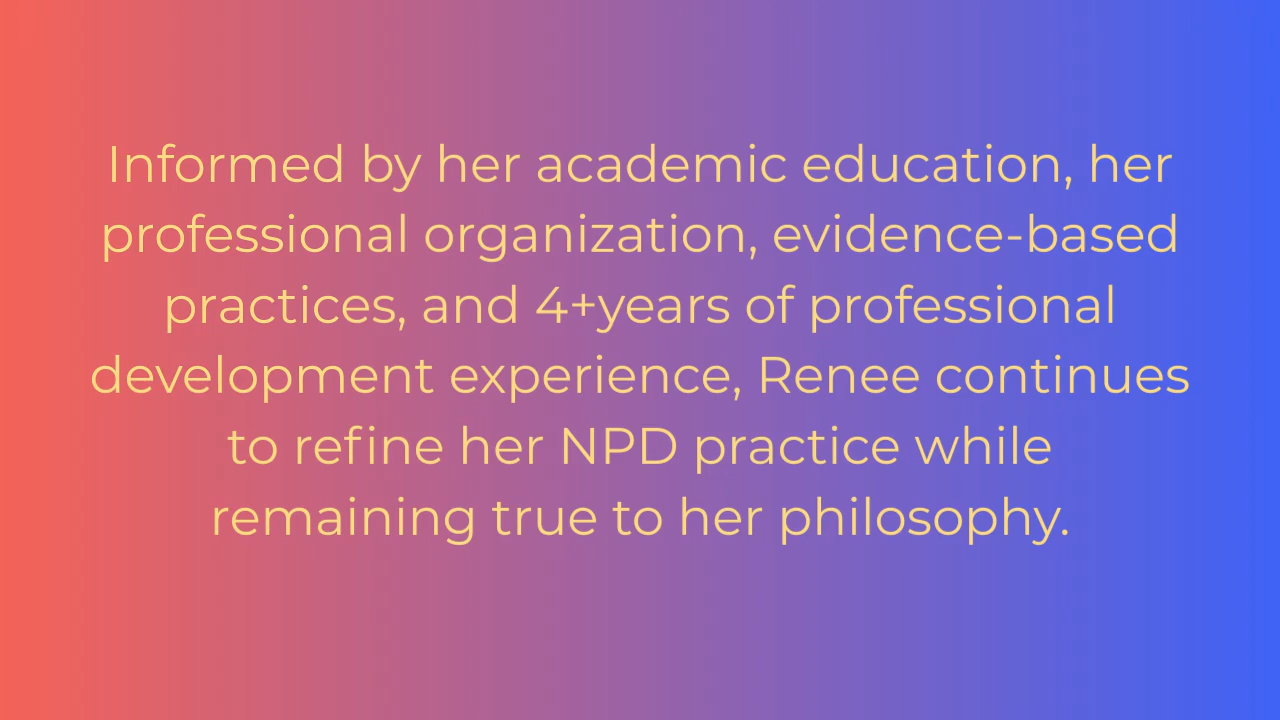 Informed by her academic education, her
professional organization, evidence-based
practices, and 4+years of professional
development experience, Renee continues
to refine her NPD practice while
remaining true to her philosophy.